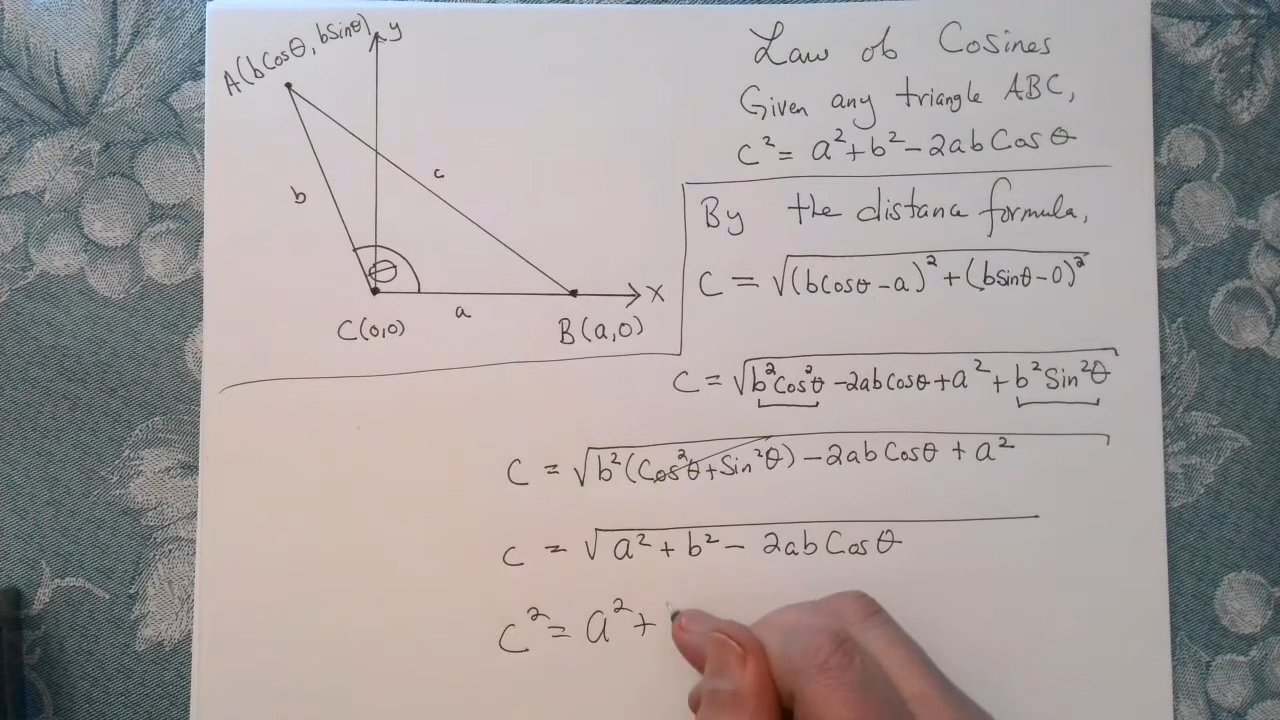 A(bCosθ, bSinθ)
y
b
c
θ
x
a
C(0,0)
B(a,0)
Law of Cosines
Given any triangle ABC,
c² = a² + b² - 2ab Cos θ
By the distance formula,
C = √(bCosθ - a)² + (bsinθ - 0)²
C = √b²Cos²θ - 2abCosθ + a² + b²Sin²θ
C = √b²(Cos²θ + Sin²θ) - 2ab Cosθ + a²
C = √a² + b² - 2ab Cosθ
C² = a² +